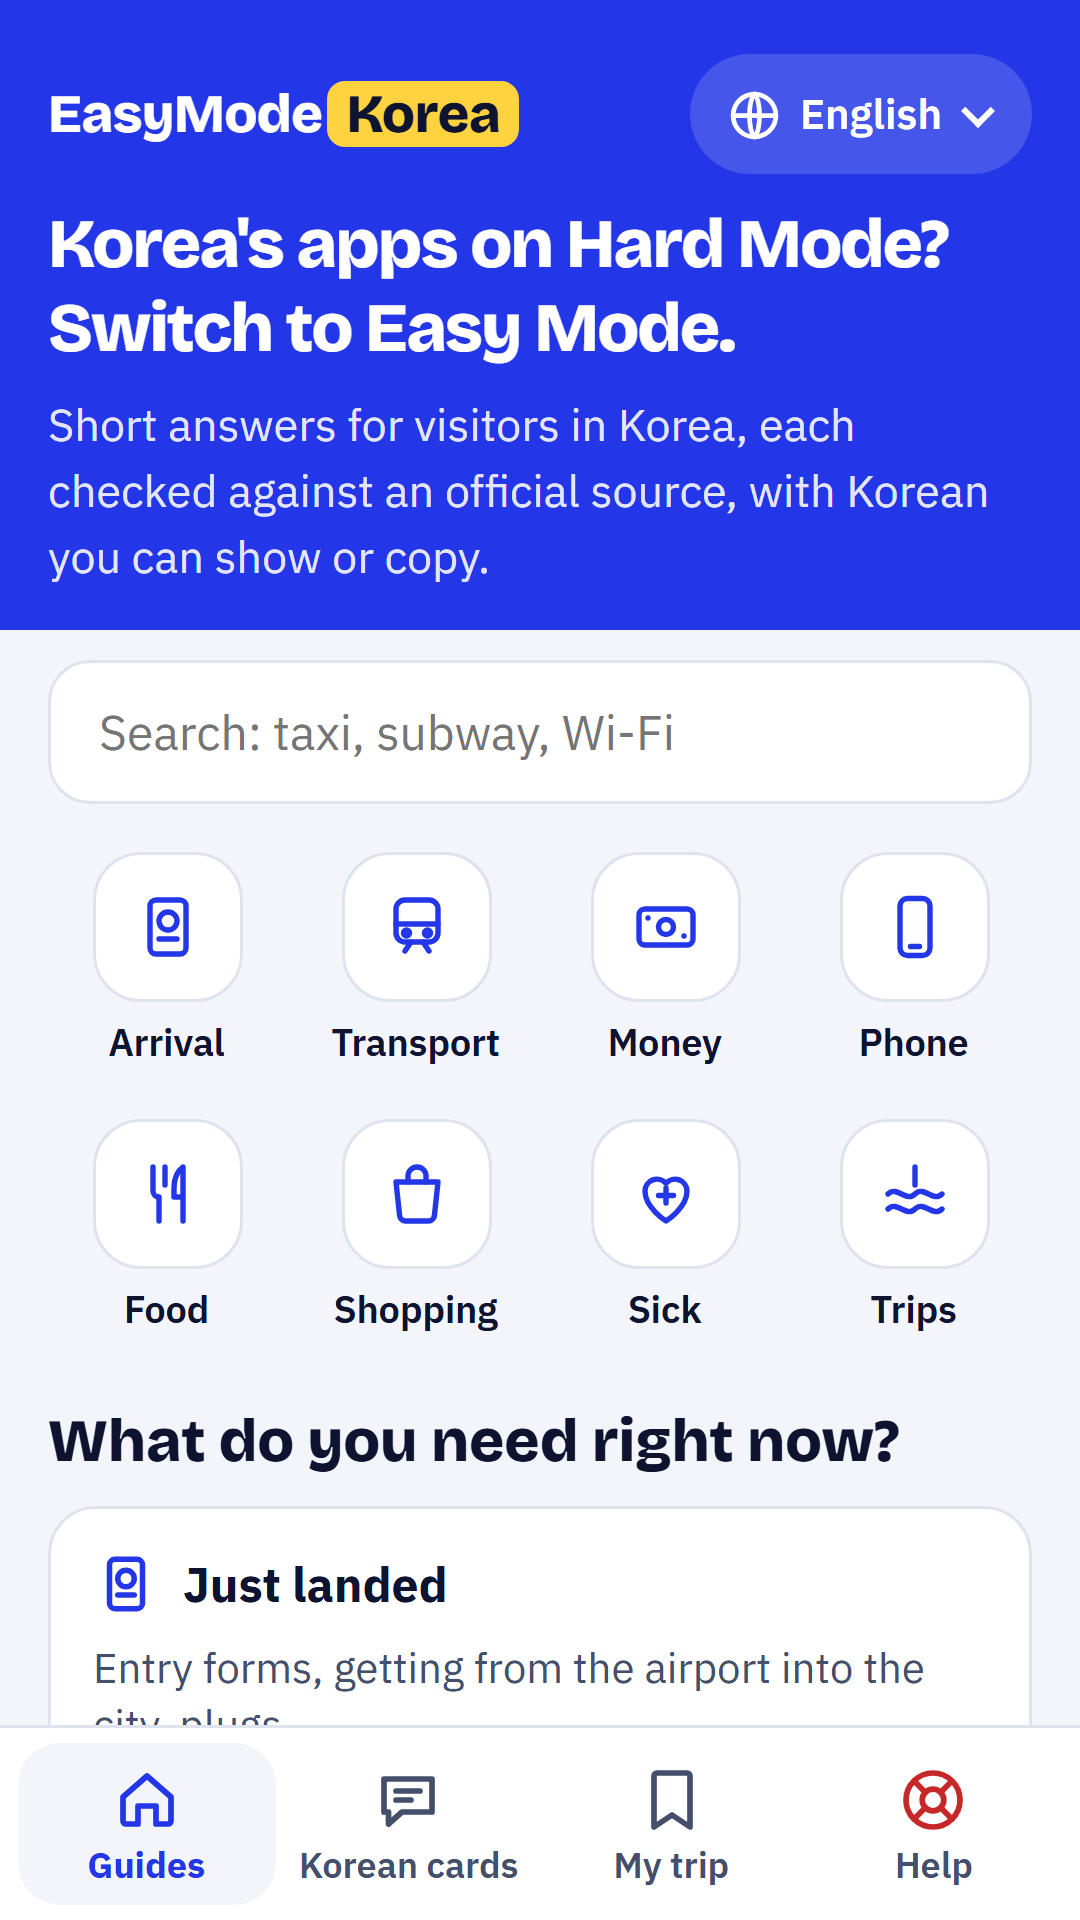 EasyMode Korea
English
Korea's apps on Hard Mode?
Switch to Easy Mode.
Short answers for visitors in Korea, each
checked against an official source, with Korean
you can show or copy.
Search: taxi, subway, Wi-Fi
Arrival
Transport
Money
Phone
Food
Shopping
Sick
Trips
What do you need right now?
Just landed
Entry forms, getting from the airport into the
city, plugs
Guides
Korean cards
My trip
Help